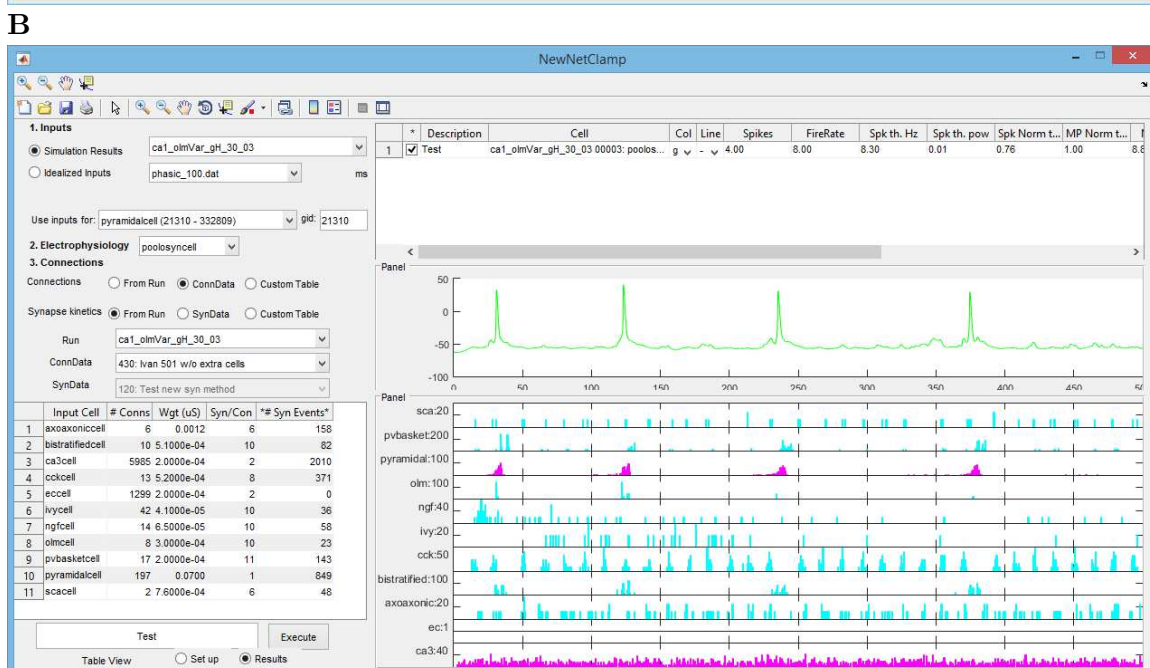 B
NewNetClamp
1. Inputs
Simulation Results ca1_olmVar_gH_30_03
Idealized Inputs phasic_100.dat ms
Use inputs for: pyramidalcell (21310 - 332809) gid: 21310
2. Electrophysiology poolosyncell
3. Connections
Connections From Run ConnData Custom Table
Synapse kinetics From Run SynData Custom Table
Run ca1_olmVar_gH_30_03
ConnData 430: Ivan 501 w/o extra cells
SynData 120: Test new syn method
Input Cell # Conns Wgt (uS) Syn/Con *# Syn Events*
1 axoaxoniccell 6 0.0012 6 158
2 bistratifiedcell 10 5.1000e-04 10 82
3 ca3cell 5985 2.0000e-04 2 2010
4 cckcell 13 5.2000e-04 8 371
5 eccell 1299 2.0000e-04 2 0
6 ivycell 42 4.1000e-05 10 36
7 ngfcell 14 6.5000e-05 10 58
8 olmcell 8 3.0000e-04 10 23
9 pvbasketcell 17 2.0000e-04 11 143
10 pyramidalcell 197 0.0700 1 849
11 scacell 2 7.6000e-04 6 48
Test Execute
Table View Set up Results
* Description Cell Col Line Spikes FireRate Spk th. Hz Spk th. pow Spk Norm t... MP Norm t...
1 Test ca1_olmVar_gH_30_03 00003: poolos... g - 4.00 8.00 8.30 0.01 0.76 1.00 8.8
Panel
50
0
-50
-100
0 50 100 150 200 250 300 350 400 450 50
Panel
sca:20
pvbasket:200
pyramidal:100
olm:100
ngf:40
ivy:20
cck:50
bistratified:100
axoaxonic:20
ec:1
ca3:40